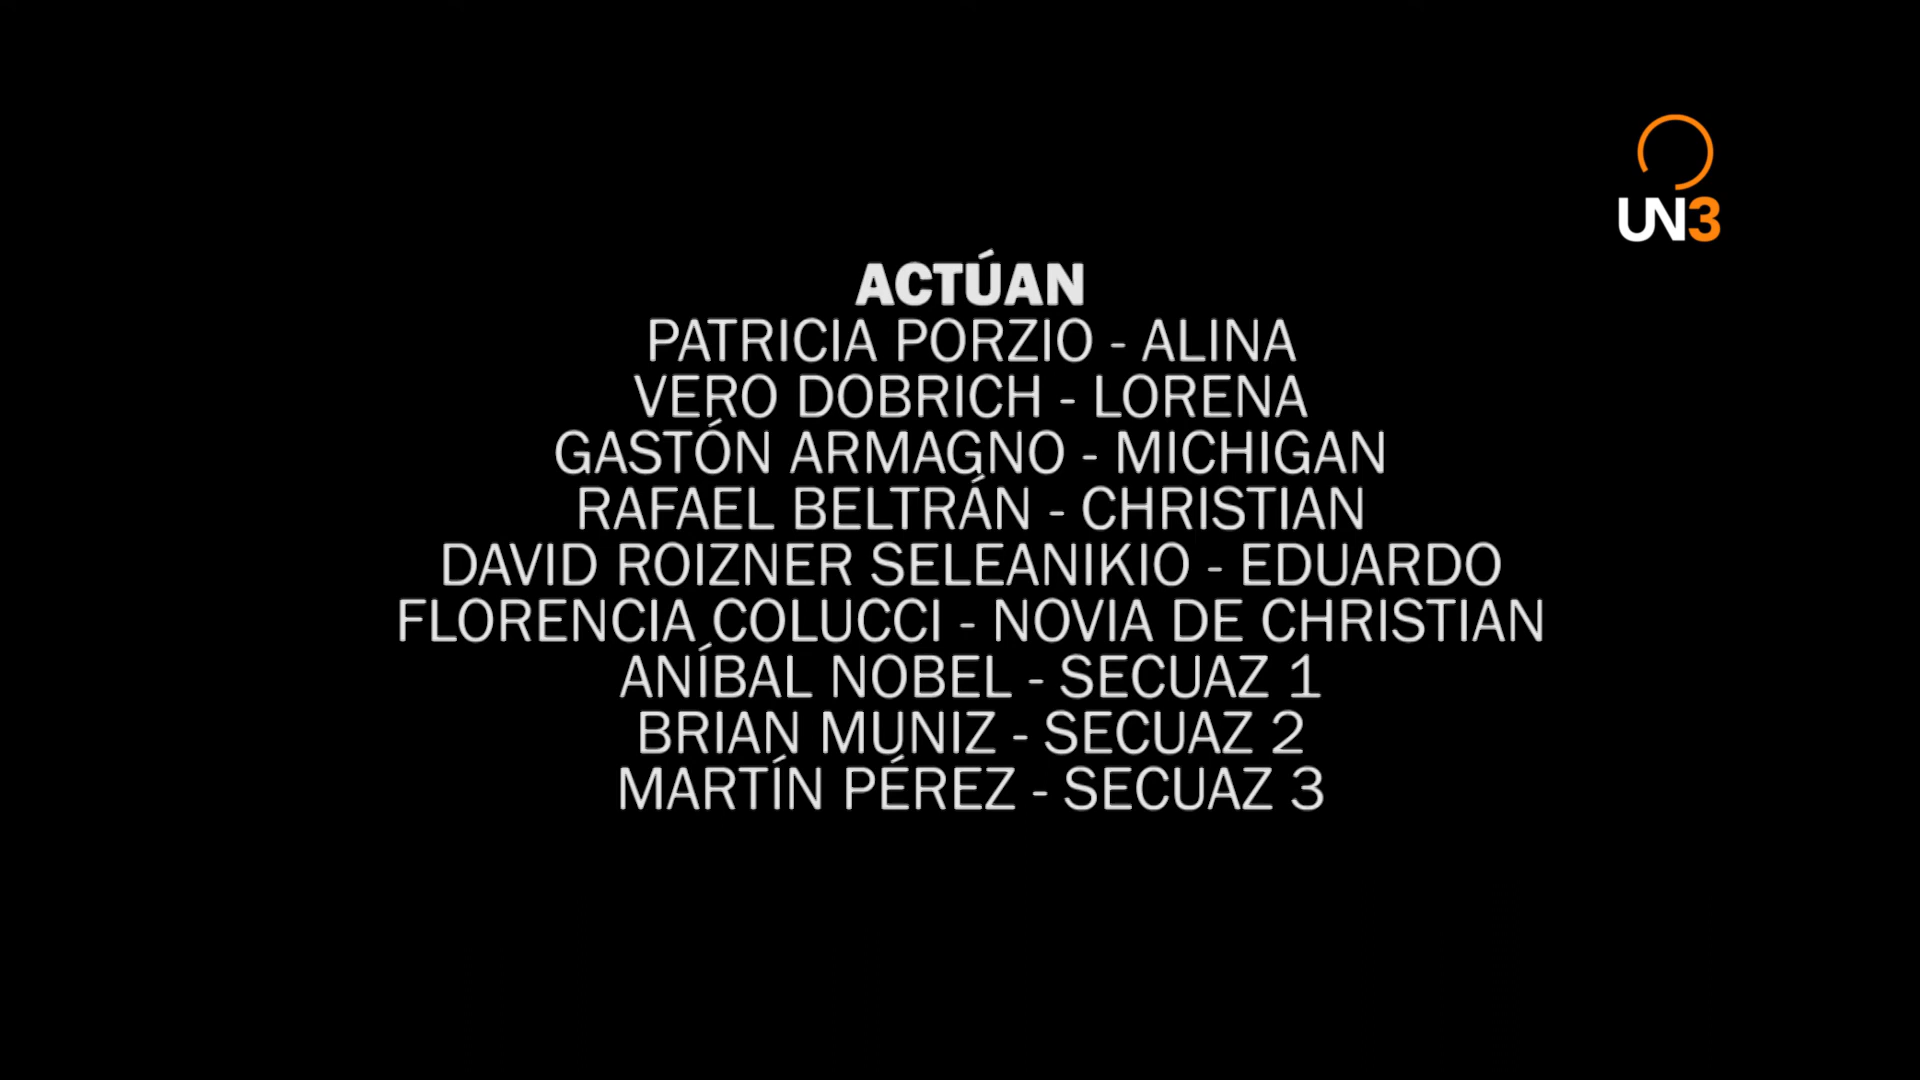 UN3
ACTÚAN
PATRICIA PORZIO - ALINA
VERO DOBRICH - LORENA
GASTÓN ARMAGNO - MICHIGAN
RAFAEL BELTRÁN - CHRISTIAN
DAVID ROIZNER SELEANIKIO - EDUARDO
FLORENCIA COLUCCI - NOVIA DE CHRISTIAN
ANÍBAL NOBEL - SECUAZ 1
BRIAN MUNIZ - SECUAZ 2
MARTÍN PÉREZ - SECUAZ 3